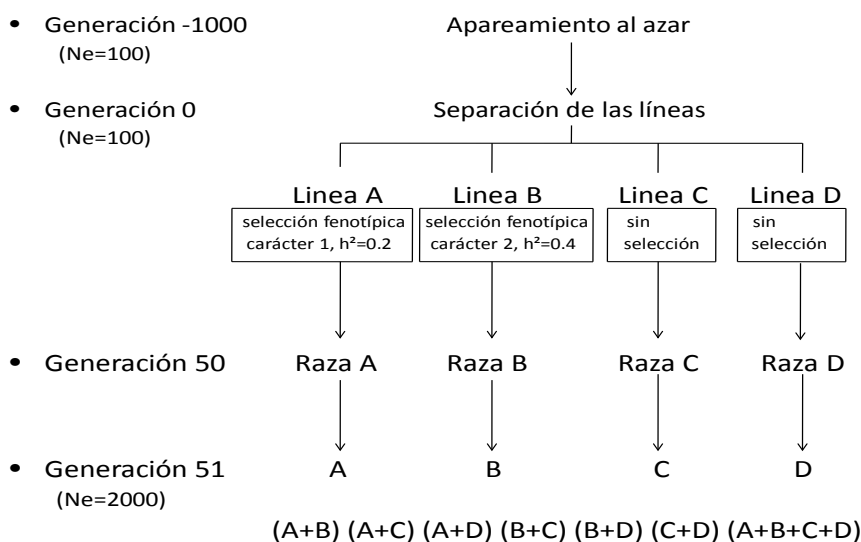 • Generación -1000 Apareamiento al azar
(Ne=100)
• Generación 0 Separación de las líneas
(Ne=100)
Linea A Linea B Linea C Linea D
selección fenotípica selección fenotípica sin sin
carácter 1, h²=0.2 carácter 2, h²=0.4 selección selección
• Generación 50 Raza A Raza B Raza C Raza D
• Generación 51 A B C D
(Ne=2000)
(A+B) (A+C) (A+D) (B+C) (B+D) (C+D) (A+B+C+D)